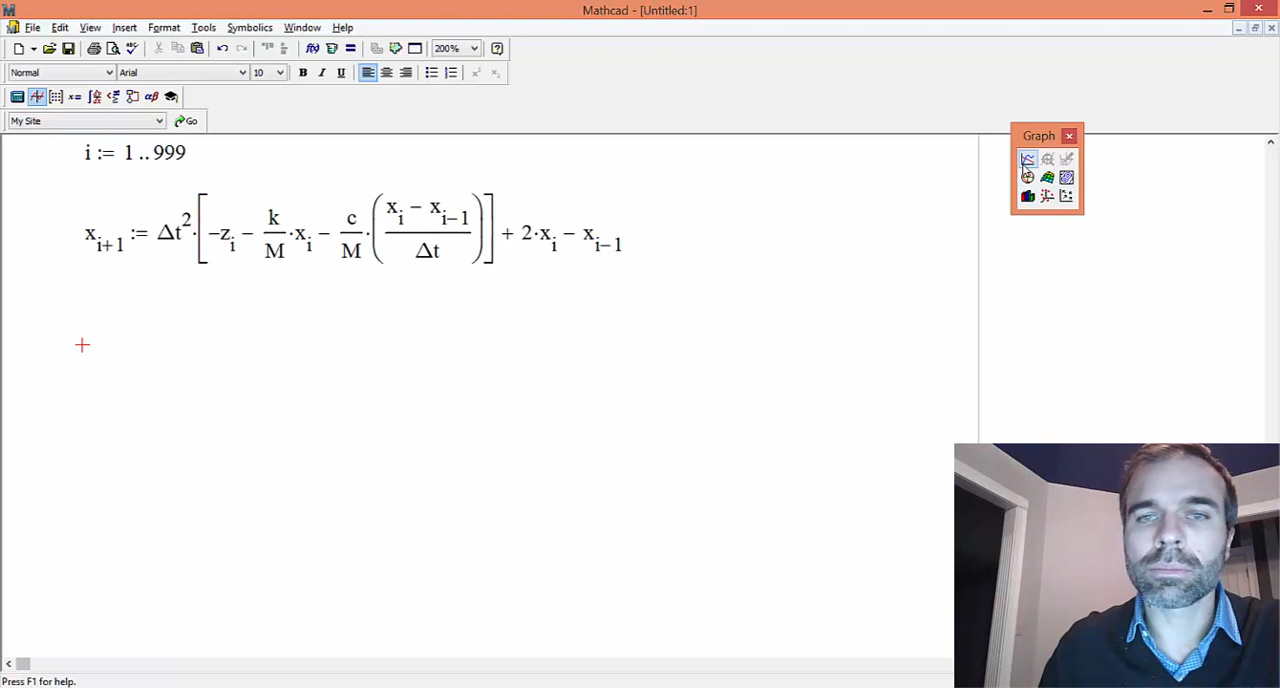 Mathcad - [Untitled:1]
File Edit View Insert Format Tools Symbolics Window Help
200%
Normal Arial 10 B I U
My Site Go
Graph
i := 1 .. 999
x_{i+1} := Δt^2·[-z_i - k/M·x_i - c/M·((x_i - x_{i-1})/Δt)] + 2·x_i - x_{i-1}
Press F1 for help.